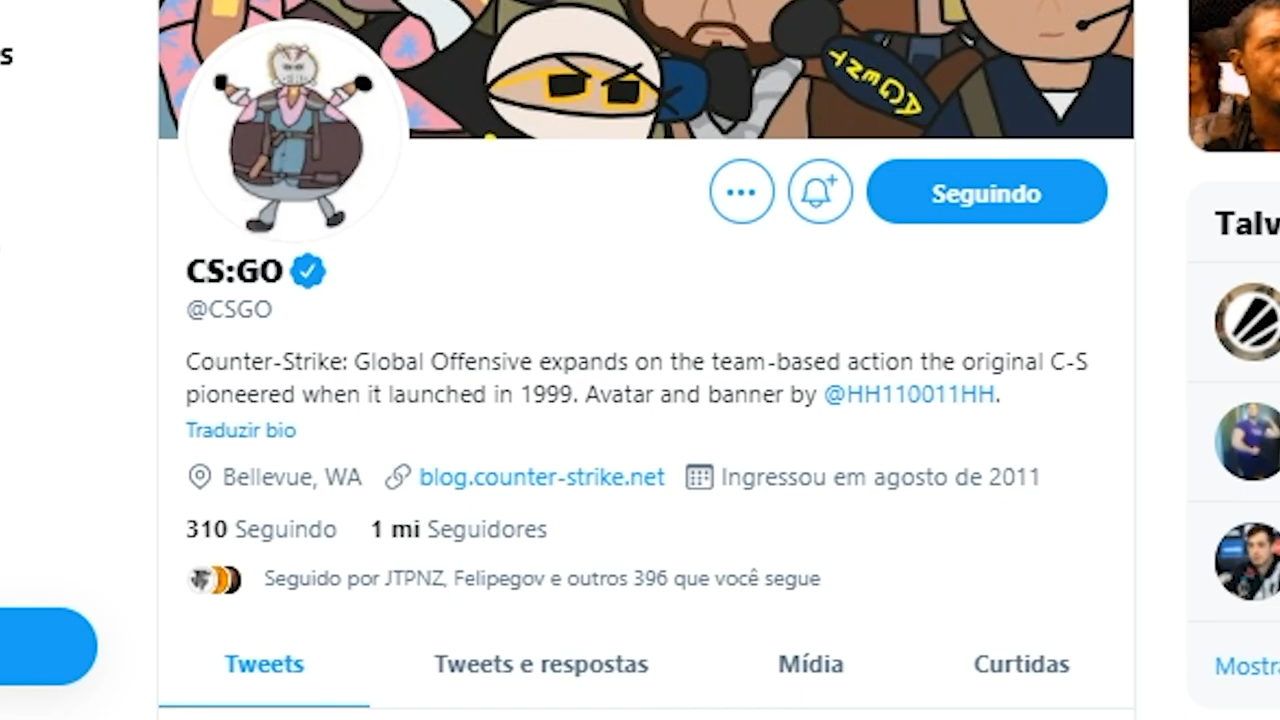 AGENT
Seguindo
CS:GO
@CSGO
Counter-Strike: Global Offensive expands on the team-based action the original C-S
pioneered when it launched in 1999. Avatar and banner by @HH110011HH.
Traduzir bio
Bellevue, WA blog.counter-strike.net Ingressou em agosto de 2011
310 Seguindo 1 mi Seguidores
Seguido por JTPNZ, Felipegov e outros 396 que você segue
Tweets Tweets e respostas Mídia Curtidas